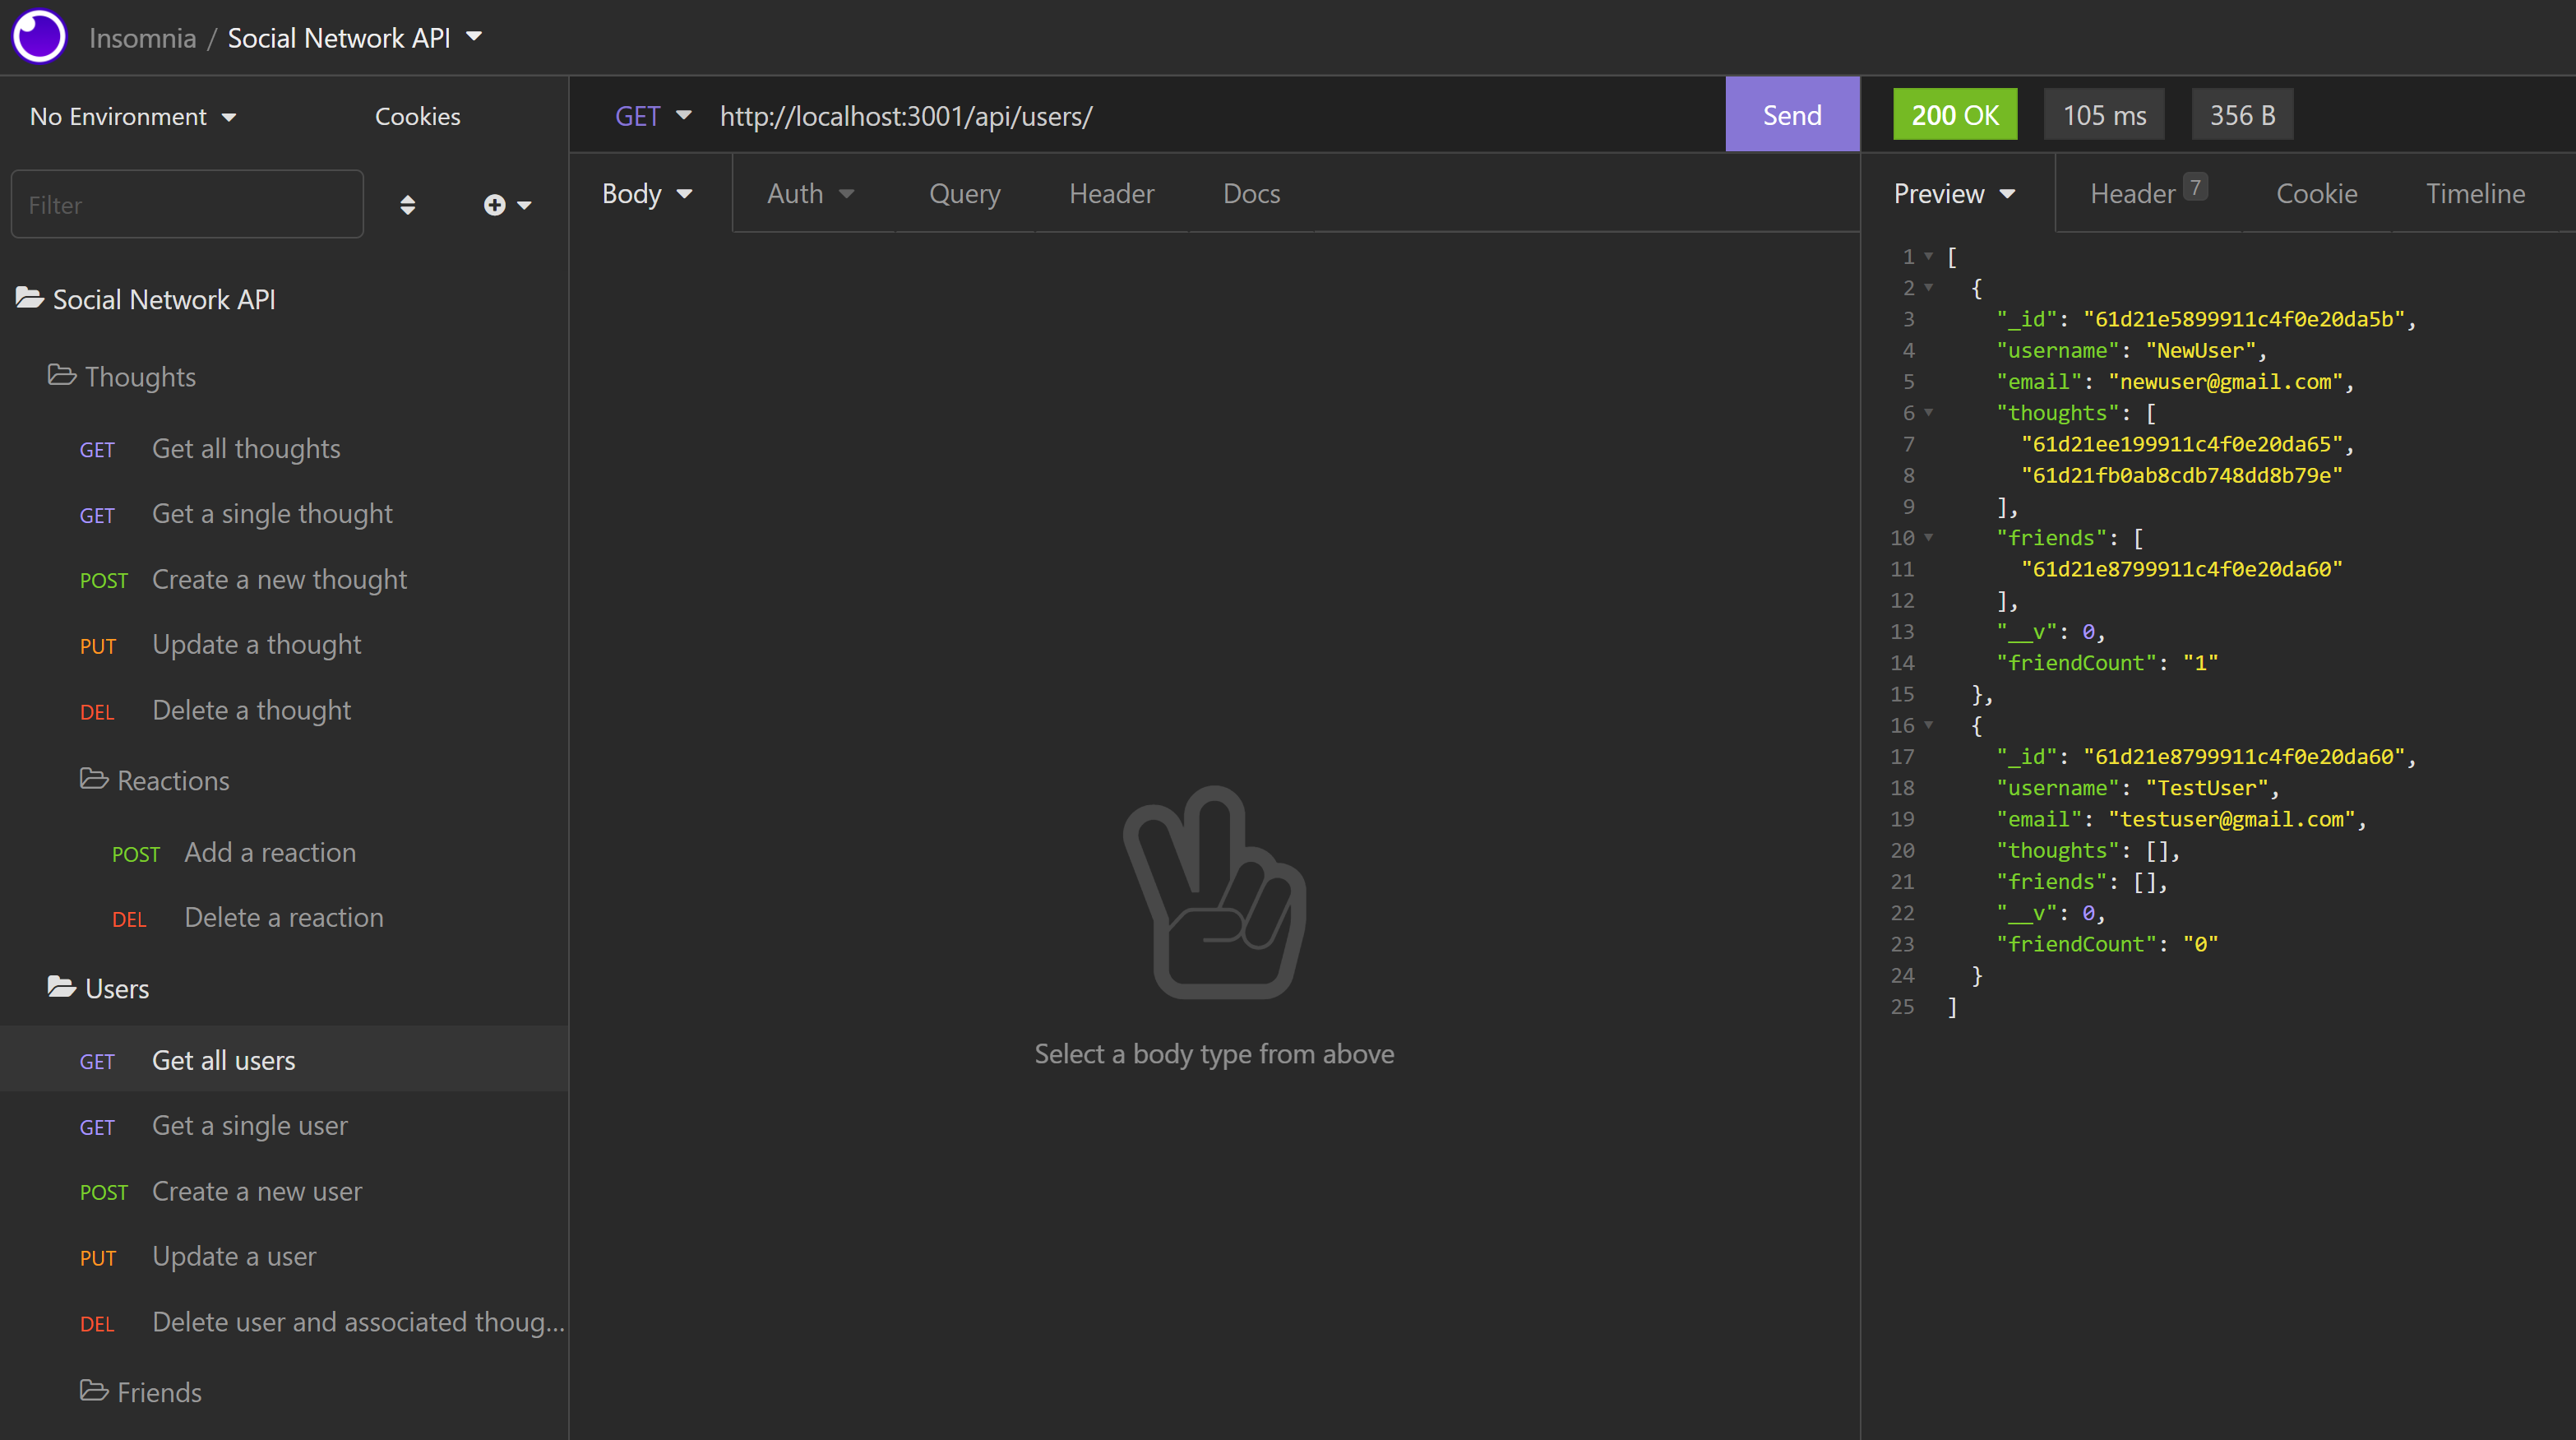 Insomnia / Social Network API
No Environment
Cookies
Filter
Social Network API
Thoughts
GET Get all thoughts
GET Get a single thought
POST Create a new thought
PUT Update a thought
DEL Delete a thought
Reactions
POST Add a reaction
DEL Delete a reaction
Users
GET Get all users
GET Get a single user
POST Create a new user
PUT Update a user
DEL Delete user and associated thoug...
Friends
GET http://localhost:3001/api/users/ Send
Body Auth Query Header Docs
Select a body type from above
200 OK 105 ms 356 B
Preview Header 7 Cookie Timeline
1 [
2 {
3 "_id": "61d21e5899911c4f0e20da5b",
4 "username": "NewUser",
5 "email": "newuser@gmail.com",
6 "thoughts": [
7 "61d21ee199911c4f0e20da65",
8 "61d21fb0ab8cdb748dd8b79e"
9 ],
10 "friends": [
11 "61d21e8799911c4f0e20da60"
12 ],
13 "__v": 0,
14 "friendCount": "1"
15 },
16 {
17 "_id": "61d21e8799911c4f0e20da60",
18 "username": "TestUser",
19 "email": "testuser@gmail.com",
20 "thoughts": [],
21 "friends": [],
22 "__v": 0,
23 "friendCount": "0"
24 }
25 ]